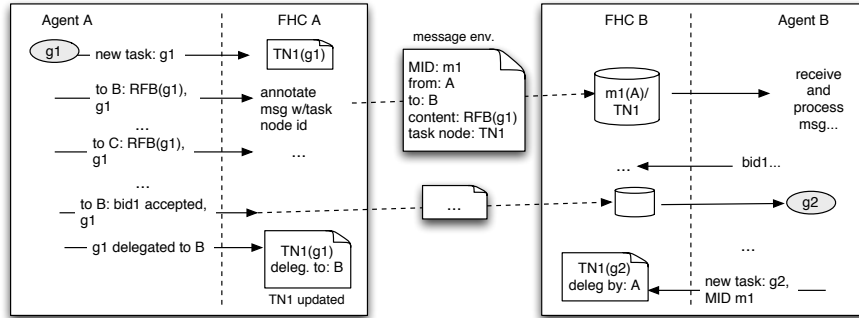 Agent A
FHC A
g1
new task: g1
TN1(g1)
to B: RFB(g1),
g1
annotate
msg w/task
node id
...
to C: RFB(g1),
g1
...
...
to B: bid1 accepted,
g1
g1 delegated to B
TN1(g1)
deleg. to: B
TN1 updated
message env.
MID: m1
from: A
to: B
content: RFB(g1)
task node: TN1
...
FHC B
Agent B
m1(A)/
TN1
receive
and
process
msg...
...
bid1...
g2
...
TN1(g2)
deleg by: A
new task: g2,
MID m1